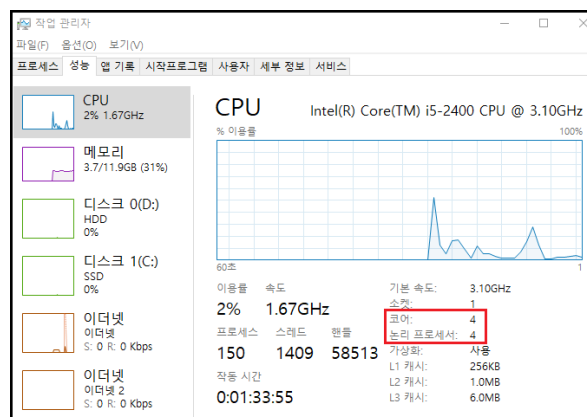 작업 관리자
파일(F) 옵션(O) 보기(V)
프로세스 성능 앱 기록 시작프로그램 사용자 세부 정보 서비스
CPU
2% 1.67GHz
메모리
3.7/11.9GB (31%)
디스크 0(D:)
HDD
0%
디스크 1(C:)
SSD
0%
이더넷
이더넷
S: 0 R: 0 Kbps
이더넷
이더넷 2
S: 0 R: 0 Kbps
CPU Intel(R) Core(TM) i5-2400 CPU @ 3.10GHz
% 이용률 100%
60초 1
이용률 속도
2% 1.67GHz
프로세스 스레드 핸들
150 1409 58513
작동 시간
0:01:33:55
기본 속도: 3.10GHz
소켓: 1
코어: 4
논리 프로세서: 4
가상화: 사용
L1 캐시: 256KB
L2 캐시: 1.0MB
L3 캐시: 6.0MB